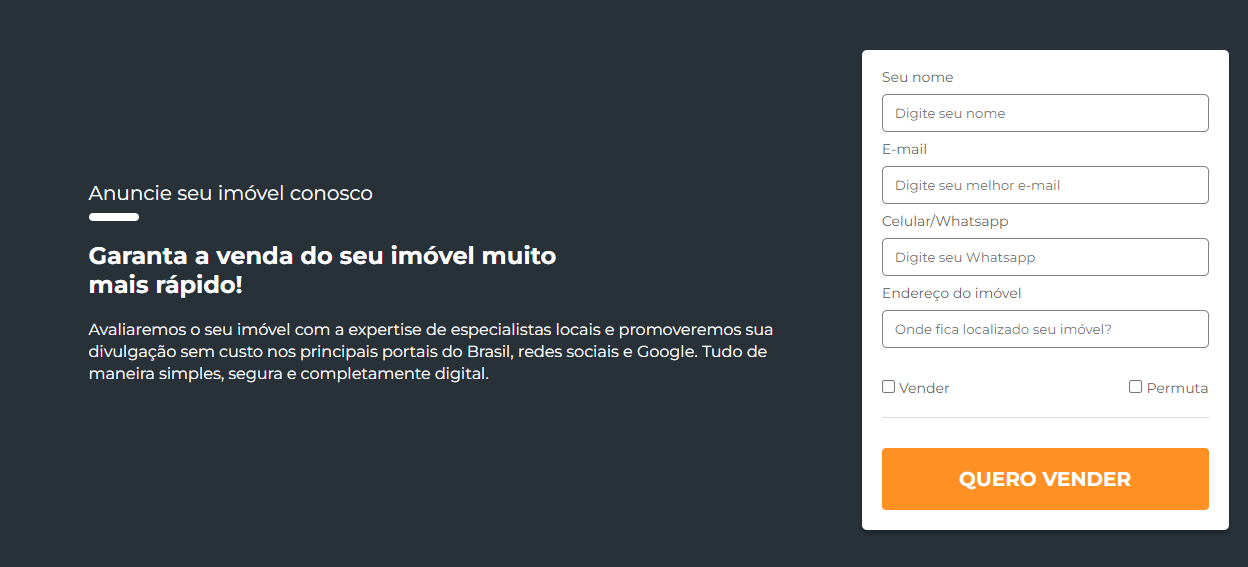 Anuncie seu imóvel conosco
Garanta a venda do seu imóvel muito
mais rápido!
Avaliaremos o seu imóvel com a expertise de especialistas locais e promoveremos sua
divulgação sem custo nos principais portais do Brasil, redes sociais e Google. Tudo de
maneira simples, segura e completamente digital.
Seu nome
Digite seu nome
E-mail
Digite seu melhor e-mail
Celular/Whatsapp
Digite seu Whatsapp
Endereço do imóvel
Onde fica localizado seu imóvel?
Vender Permuta
QUERO VENDER